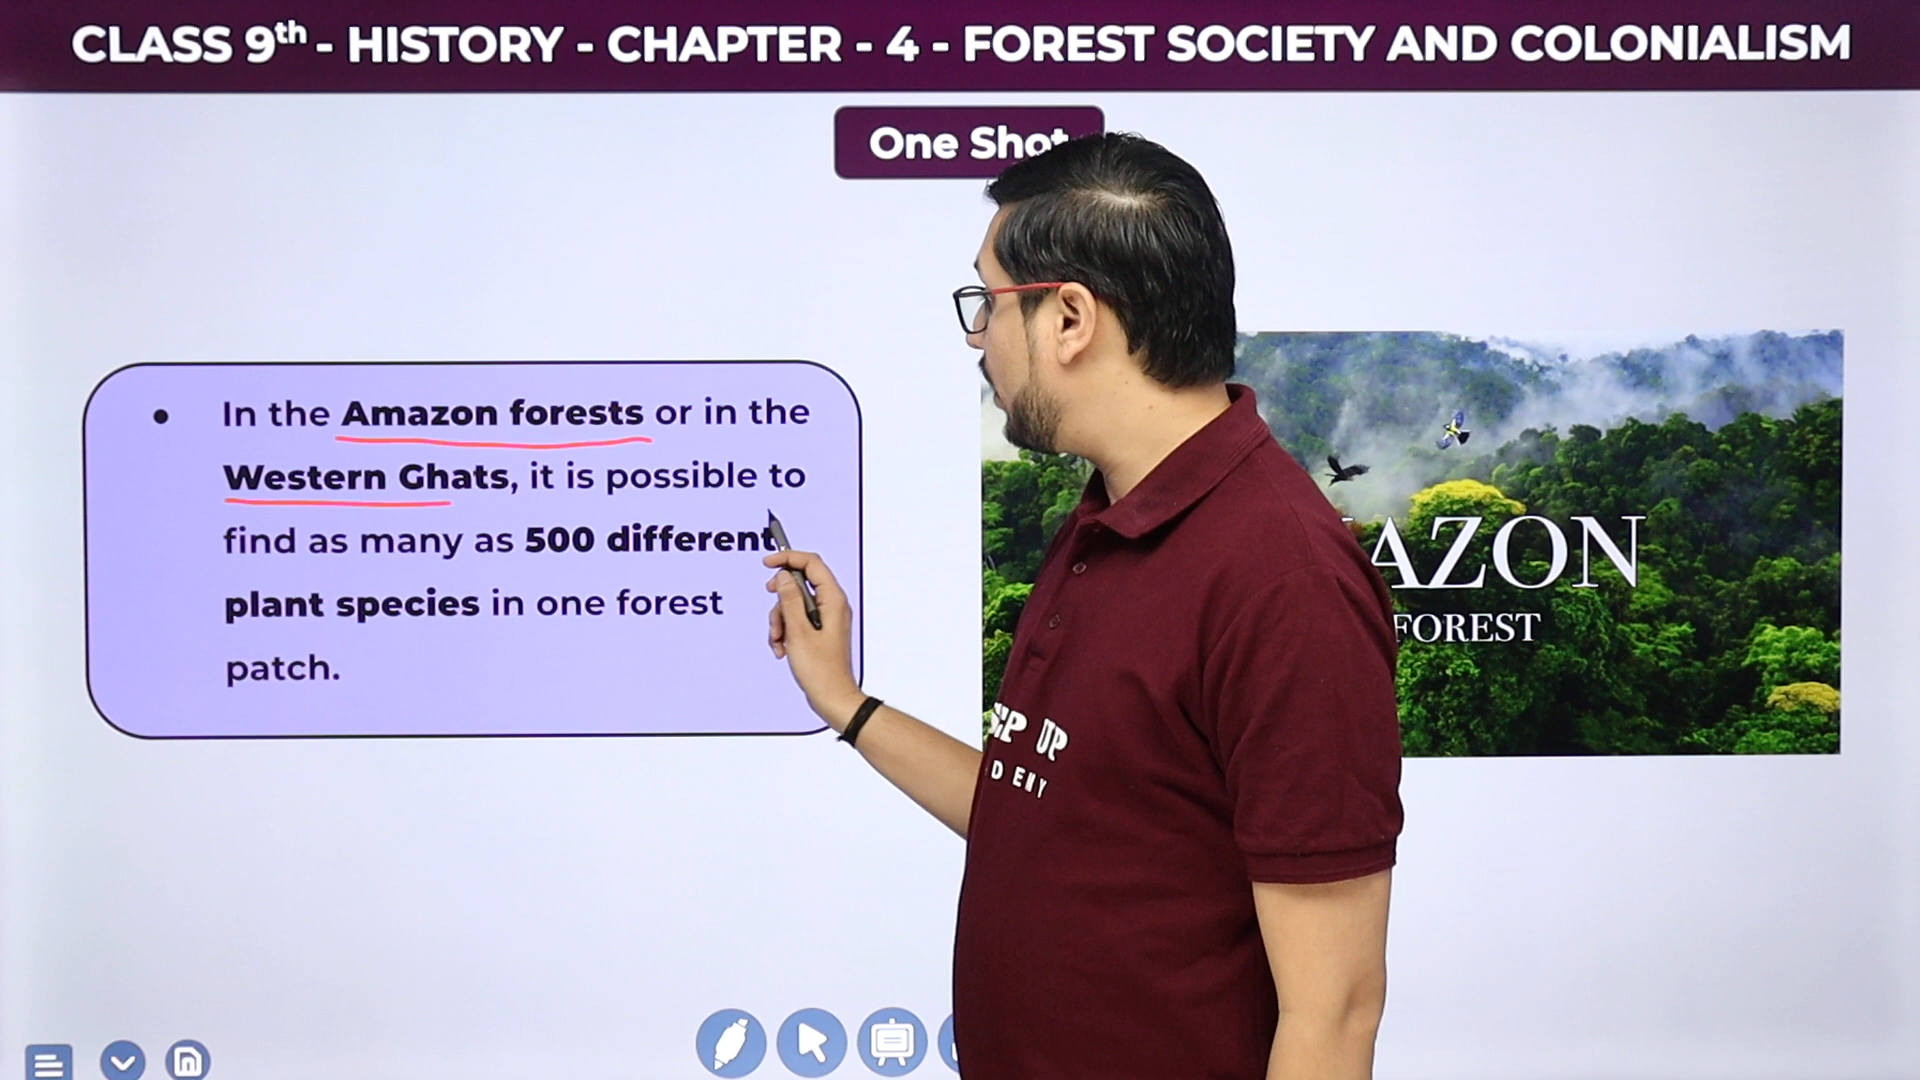 CLASS 9th - HISTORY - CHAPTER - 4 - FOREST SOCIETY AND COLONIALISM
One Shot
• In the Amazon forests or in the
Western Ghats, it is possible to
find as many as 500 different
plant species in one forest
patch.
AZON
FOREST
UP